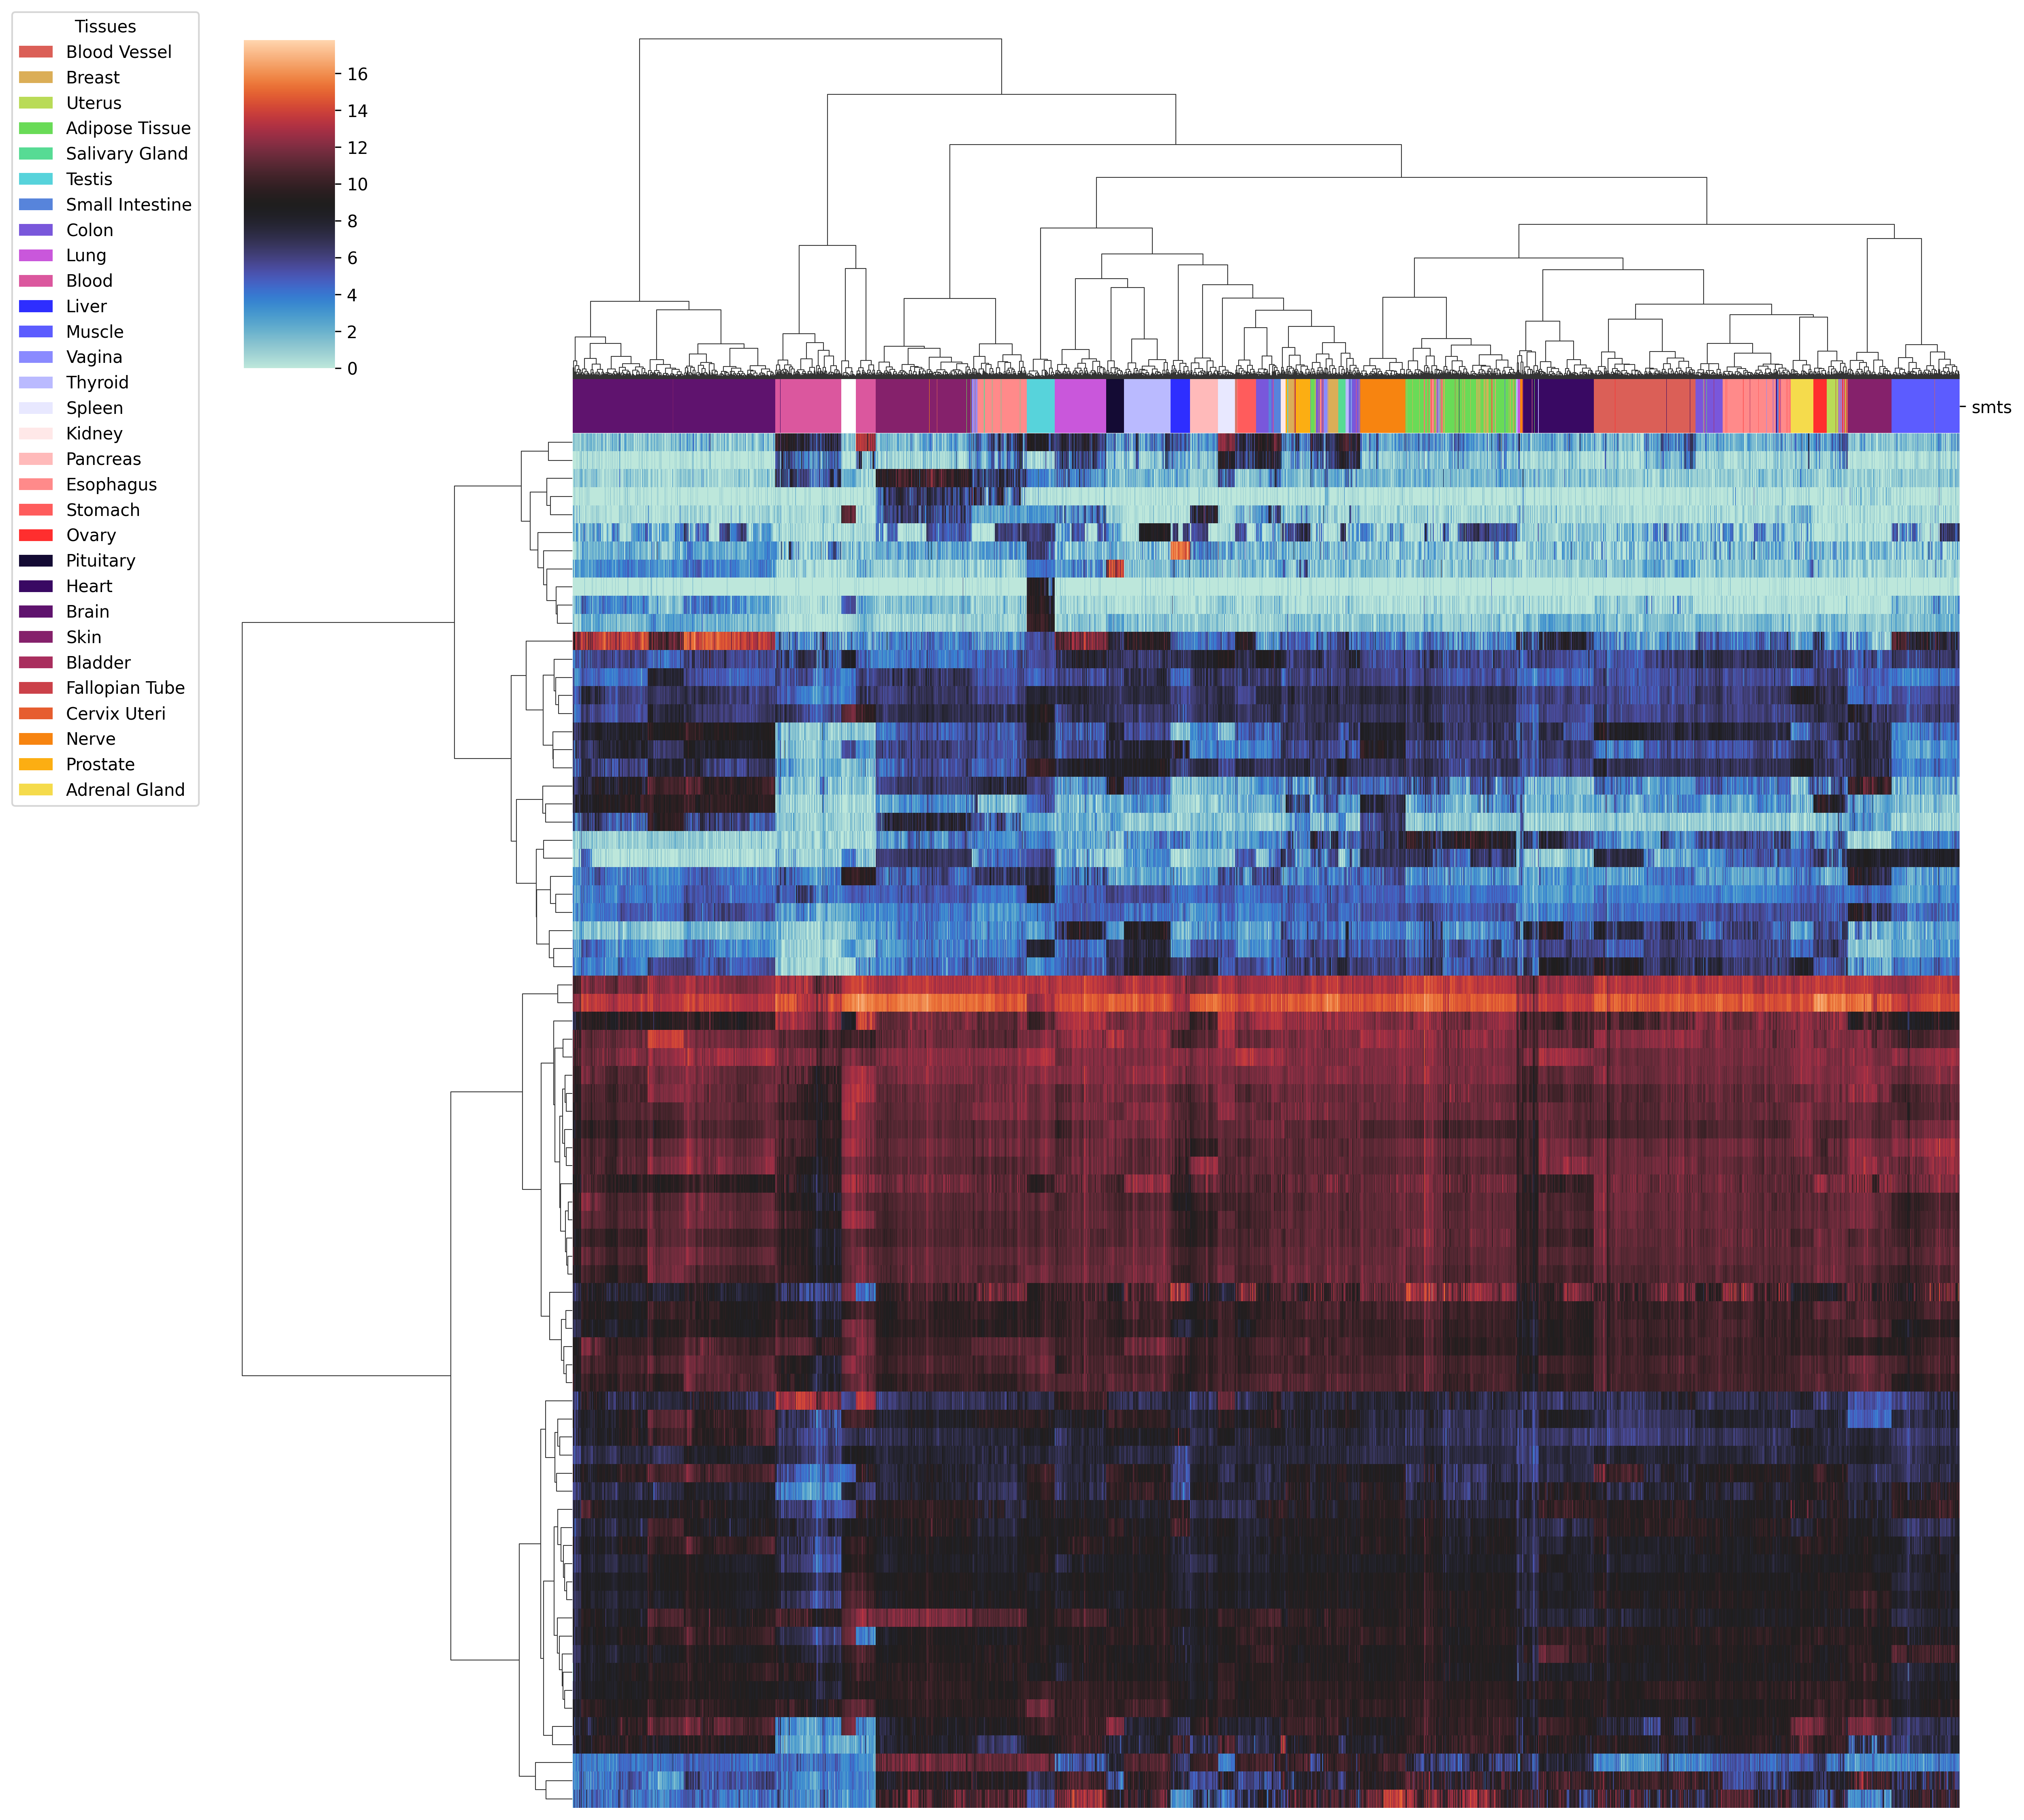 Tissues
Blood Vessel
Breast
Uterus
Adipose Tissue
Salivary Gland
Testis
Small Intestine
Colon
Lung
Blood
Liver
Muscle
Vagina
Thyroid
Spleen
Kidney
Pancreas
Esophagus
Stomach
Ovary
Pituitary
Heart
Brain
Skin
Bladder
Fallopian Tube
Cervix Uteri
Nerve
Prostate
Adrenal Gland
16
14
12
10
8
6
4
2
0
smts